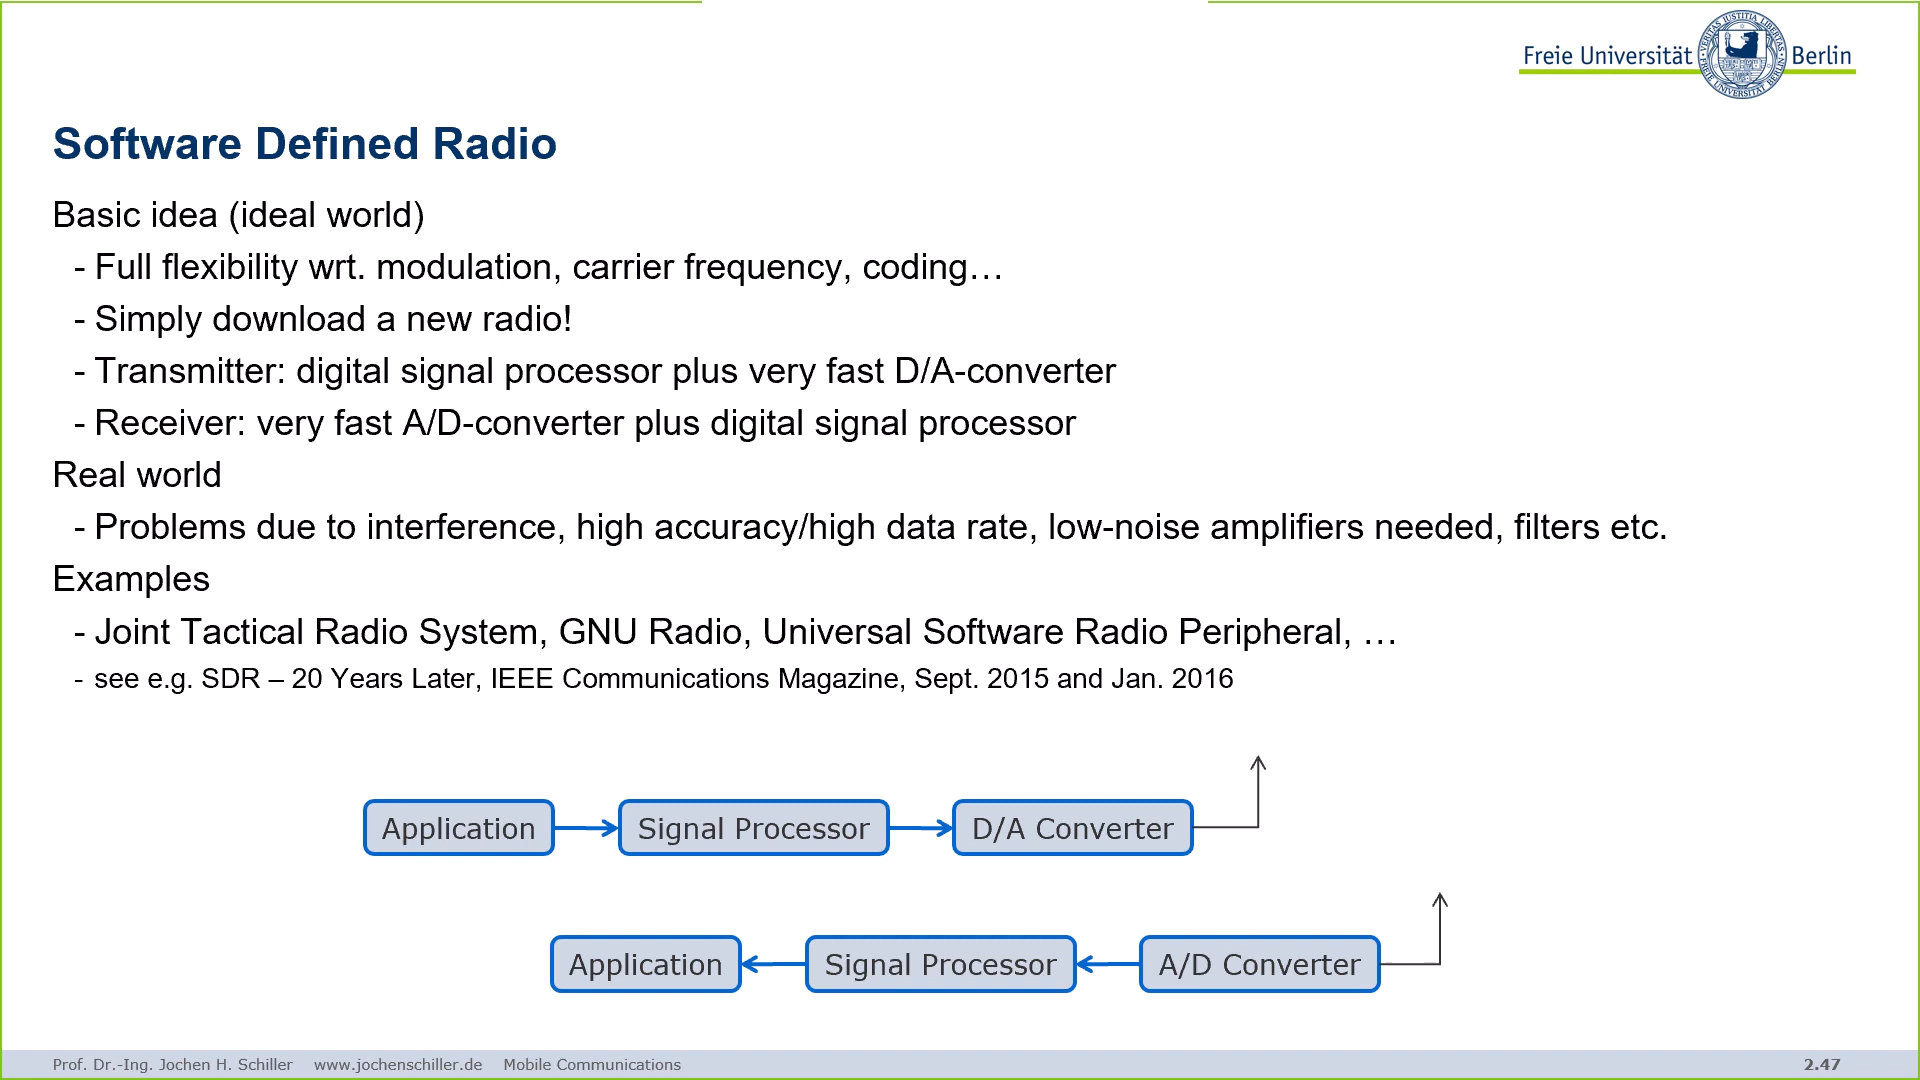 Freie Universität Berlin
Software Defined Radio
Basic idea (ideal world)
- Full flexibility wrt. modulation, carrier frequency, coding…
- Simply download a new radio!
- Transmitter: digital signal processor plus very fast D/A-converter
- Receiver: very fast A/D-converter plus digital signal processor
Real world
- Problems due to interference, high accuracy/high data rate, low-noise amplifiers needed, filters etc.
Examples
- Joint Tactical Radio System, GNU Radio, Universal Software Radio Peripheral, …
- see e.g. SDR – 20 Years Later, IEEE Communications Magazine, Sept. 2015 and Jan. 2016
Application Signal Processor D/A Converter
Application Signal Processor A/D Converter
Prof. Dr.-Ing. Jochen H. Schiller www.jochenschiller.de Mobile Communications 2.47